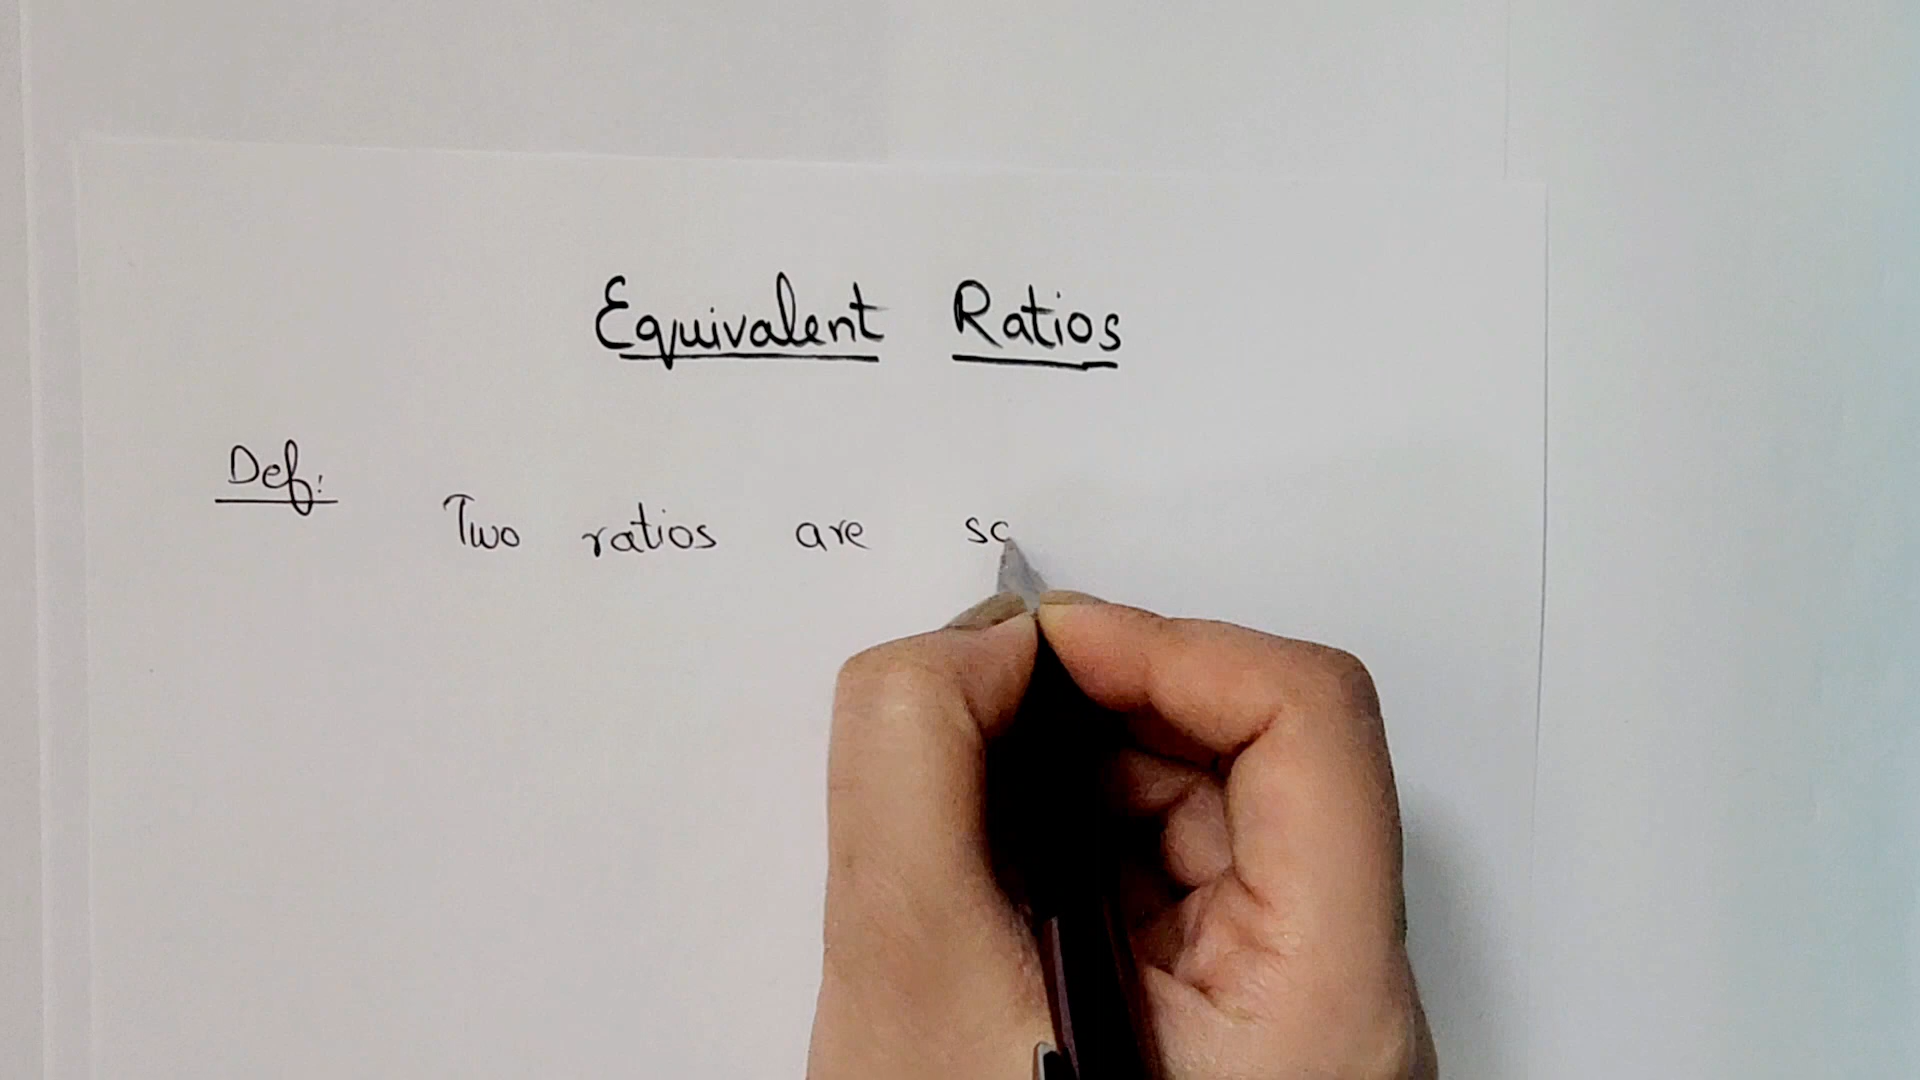 Equivalent Ratios
Def:
Two ratios are